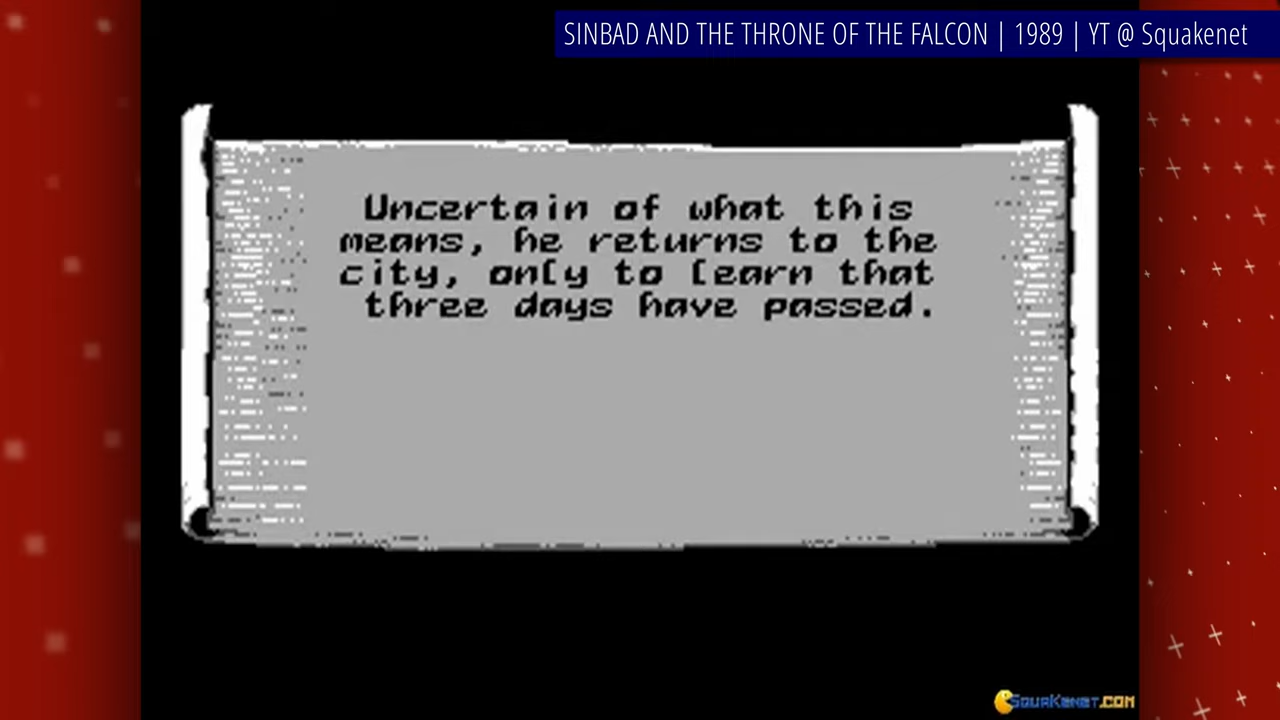 SINBAD AND THE THRONE OF THE FALCON | 1989 | YT @ Squakenet
Uncertain of what this
means, he returns to the
city, only to learn that
three days have passed.
SQUAKENET.COM